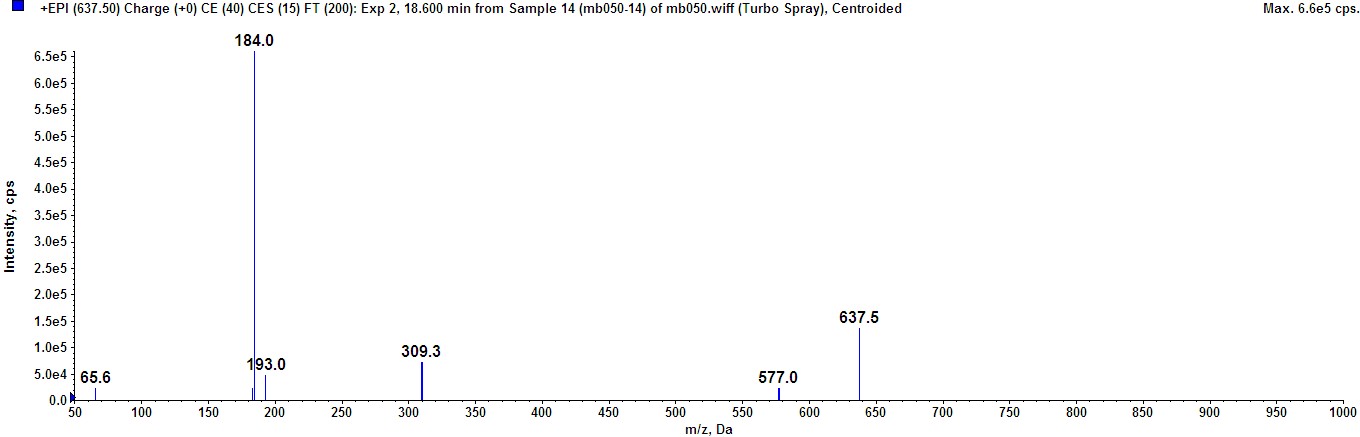 +EPI (637.50) Charge (+0) CE (40) CES (15) FT (200): Exp 2, 18.600 min from Sample 14 (mb050-14) of mb050.wiff (Turbo Spray), Centroided
Max. 6.6e5 cps.
184.0
6.5e5
6.0e5
5.5e5
5.0e5
4.5e5
4.0e5
3.5e5
3.0e5
2.5e5
2.0e5
1.5e5
1.0e5
5.0e4
0.0
Intensity, cps
637.5
309.3
193.0
65.6
577.0
50 100 150 200 250 300 350 400 450 500 550 600 650 700 750 800 850 900 950 1000
m/z, Da